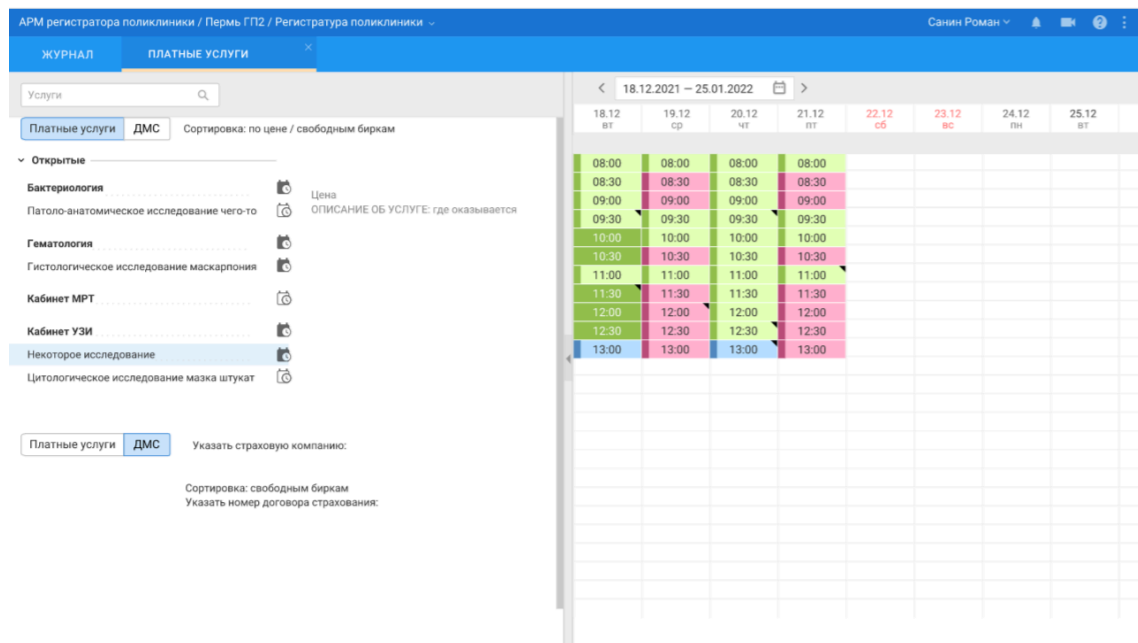 АРМ регистратора поликлиники / Пермь ГП2 / Регистратура поликлиники
Санин Роман
ЖУРНАЛ
ПЛАТНЫЕ УСЛУГИ
Услуги
Платные услуги ДМС Сортировка: по цене / свободным биркам
Открытые
Бактериология
Патоло-анатомическое исследование чего-то
Цена
ОПИСАНИЕ ОБ УСЛУГЕ: где оказывается
Гематология
Гистологическое исследование маскарпония
Кабинет МРТ
Кабинет УЗИ
Некоторое исследование
Цитологическое исследование мазка штукат
Платные услуги ДМС Указать страховую компанию:
Сортировка: свободным биркам
Указать номер договора страхования:
18.12.2021 — 25.01.2022
18.12 19.12 20.12 21.12 22.12 23.12 24.12 25.12
вт ср чт пт сб вс пн вт
08:00 08:00 08:00 08:00
08:30 08:30 08:30 08:30
09:00 09:00 09:00 09:00
09:30 09:30 09:30 09:30
10:00 10:00 10:00 10:00
10:30 10:30 10:30 10:30
11:00 11:00 11:00 11:00
11:30 11:30 11:30 11:30
12:00 12:00 12:00 12:00
12:30 12:30 12:30 12:30
13:00 13:00 13:00 13:00